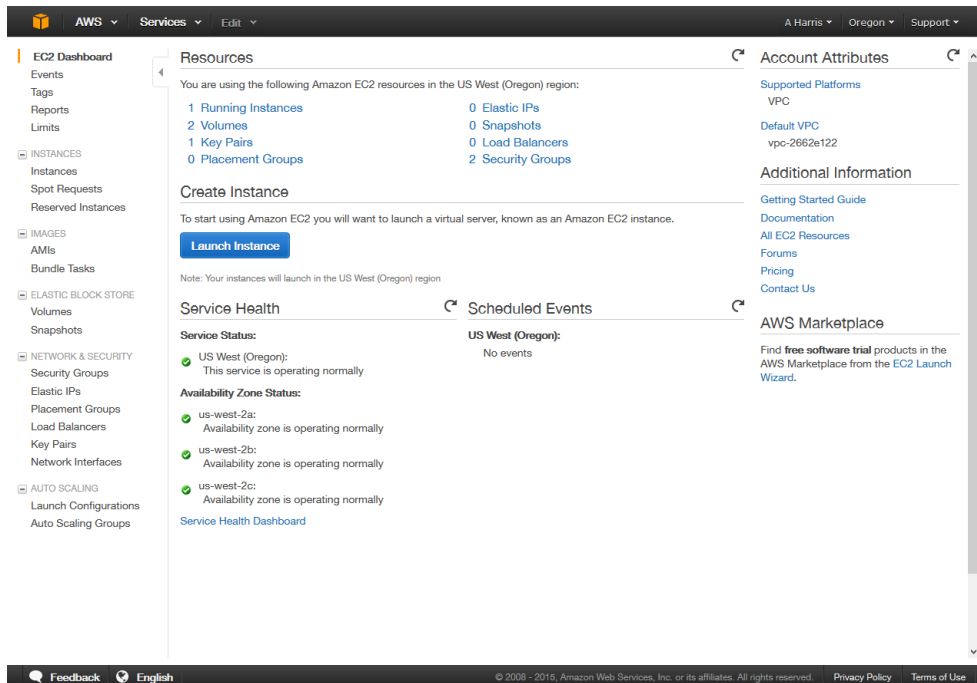 AWS Services Edit A Harris Oregon Support
EC2 Dashboard
Events
Tags
Reports
Limits
INSTANCES
Instances
Spot Requests
Reserved Instances
IMAGES
AMIs
Bundle Tasks
ELASTIC BLOCK STORE
Volumes
Snapshots
NETWORK & SECURITY
Security Groups
Elastic IPs
Placement Groups
Load Balancers
Key Pairs
Network Interfaces
AUTO SCALING
Launch Configurations
Auto Scaling Groups
Resources
You are using the following Amazon EC2 resources in the US West (Oregon) region:
1 Running Instances
2 Volumes
1 Key Pairs
0 Placement Groups
0 Elastic IPs
0 Snapshots
0 Load Balancers
2 Security Groups
Create Instance
To start using Amazon EC2 you will want to launch a virtual server, known as an Amazon EC2 instance.
Launch Instance
Note: Your instances will launch in the US West (Oregon) region
Service Health
Service Status:
US West (Oregon):
This service is operating normally
Availability Zone Status:
us-west-2a:
Availability zone is operating normally
us-west-2b:
Availability zone is operating normally
us-west-2c:
Availability zone is operating normally
Service Health Dashboard
Scheduled Events
US West (Oregon):
No events
Account Attributes
Supported Platforms
VPC
Default VPC
vpc-2662e122
Additional Information
Getting Started Guide
Documentation
All EC2 Resources
Forums
Pricing
Contact Us
AWS Marketplace
Find free software trial products in the
AWS Marketplace from the EC2 Launch
Wizard.
Feedback English © 2008 - 2015, Amazon Web Services, Inc. or its affiliates. All rights reserved. Privacy Policy Terms of Use